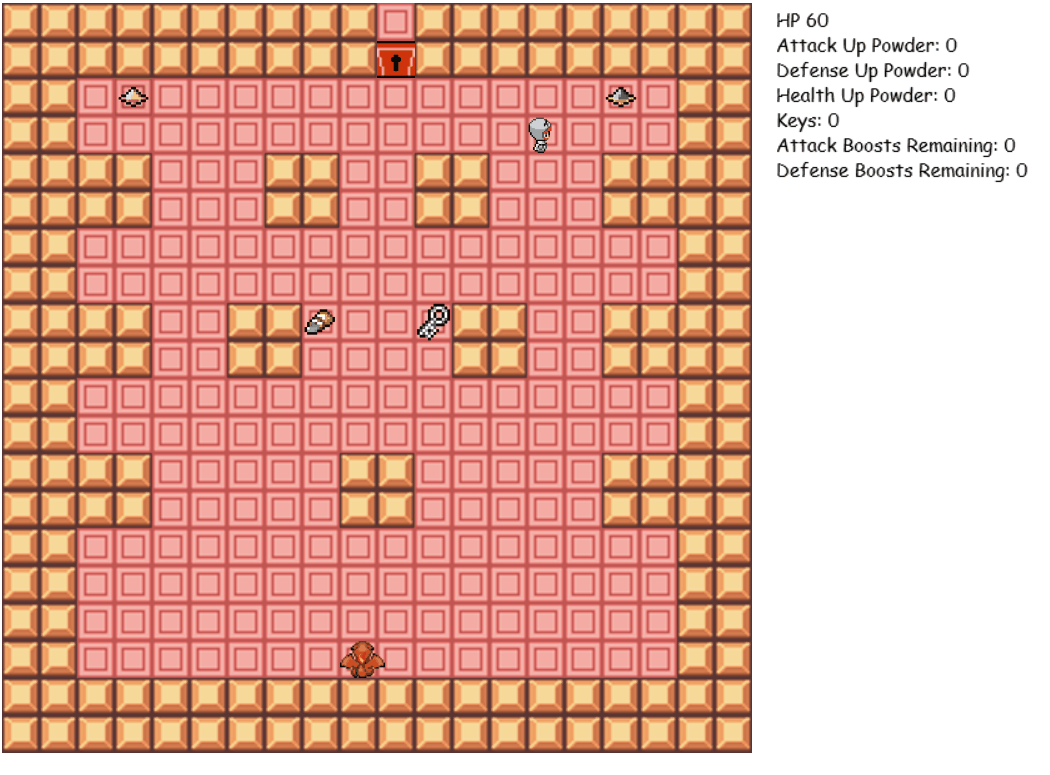 HP 60
Attack Up Powder: 0
Defense Up Powder: 0
Health Up Powder: 0
Keys: 0
Attack Boosts Remaining: 0
Defense Boosts Remaining: 0